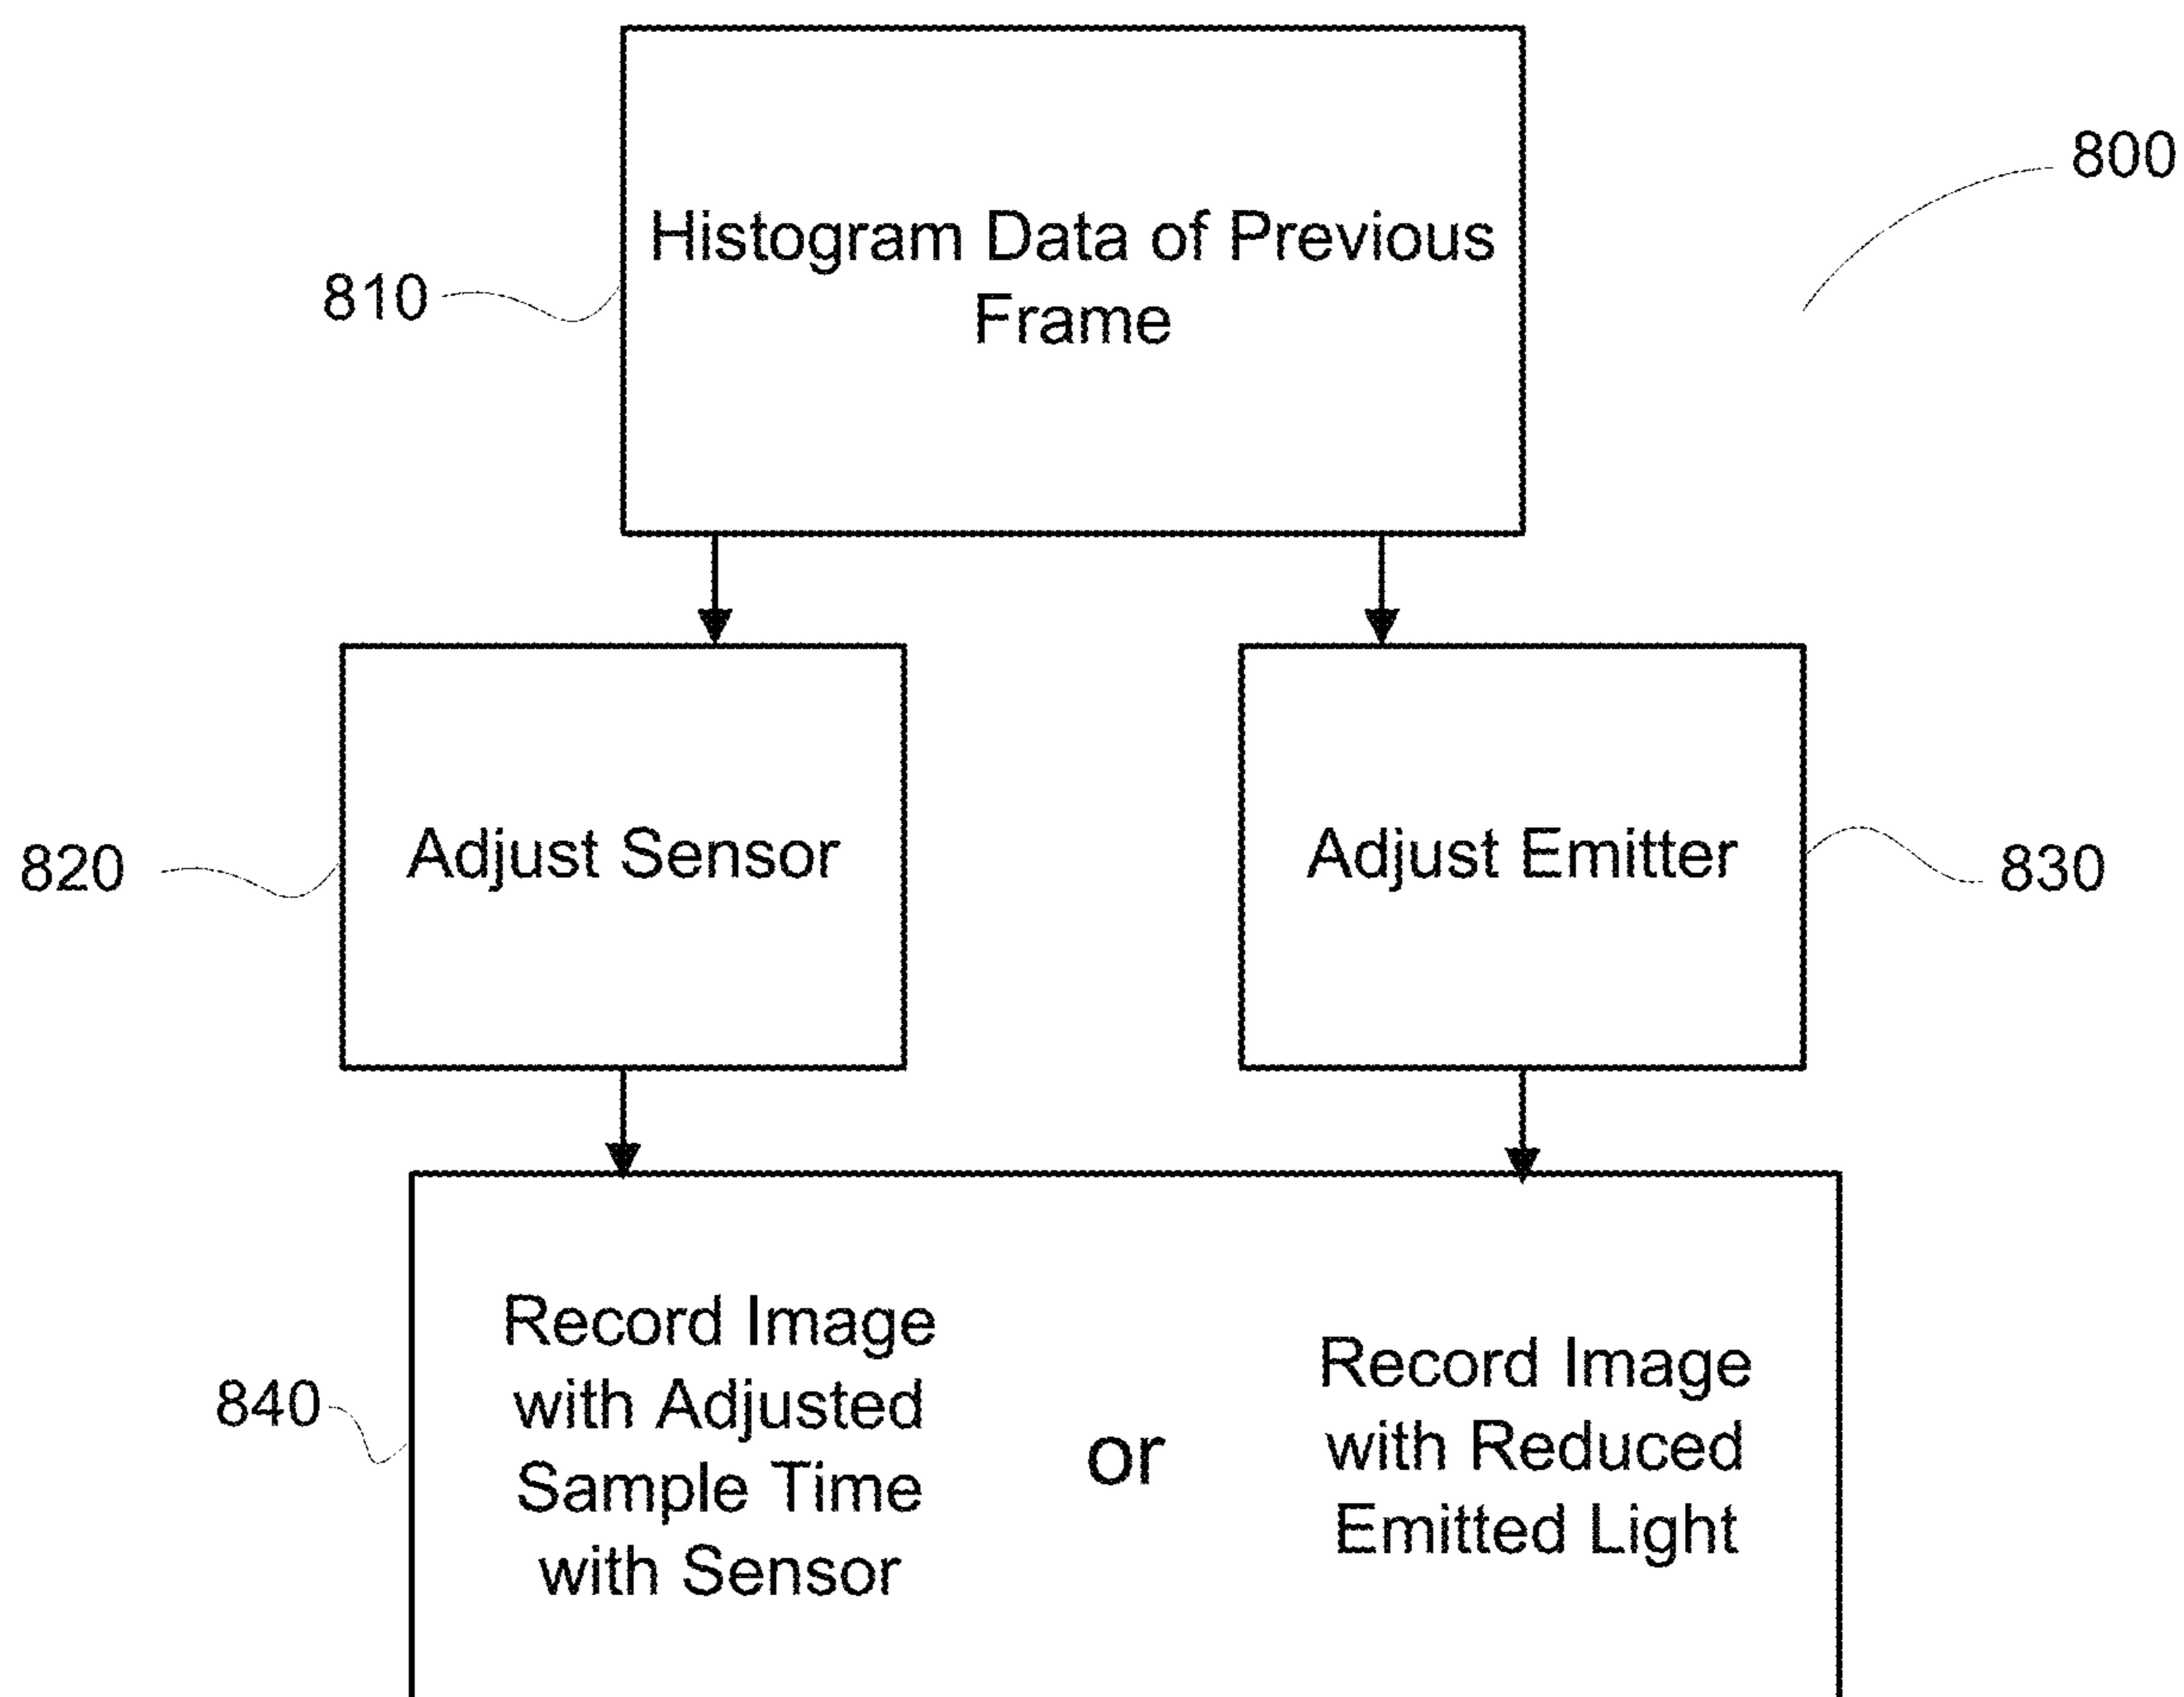 800
Histogram Data of Previous
Frame
810
Adjust Sensor
Adjust Emitter
820
830
Record Image
with Adjusted
Sample Time
with Sensor
or
Record Image
with Reduced
Emitted Light
840